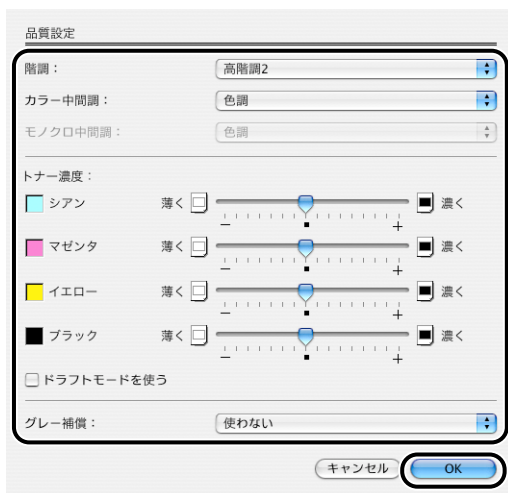 品質設定
階調： 高階調2
カラー中間調： 色調
モノクロ中間調： 色調
トナー濃度：
シアン 薄く 濃く
− +
マゼンタ 薄く 濃く
− +
イエロー 薄く 濃く
− +
ブラック 薄く 濃く
− +
ドラフトモードを使う
グレー補償： 使わない
キャンセル OK